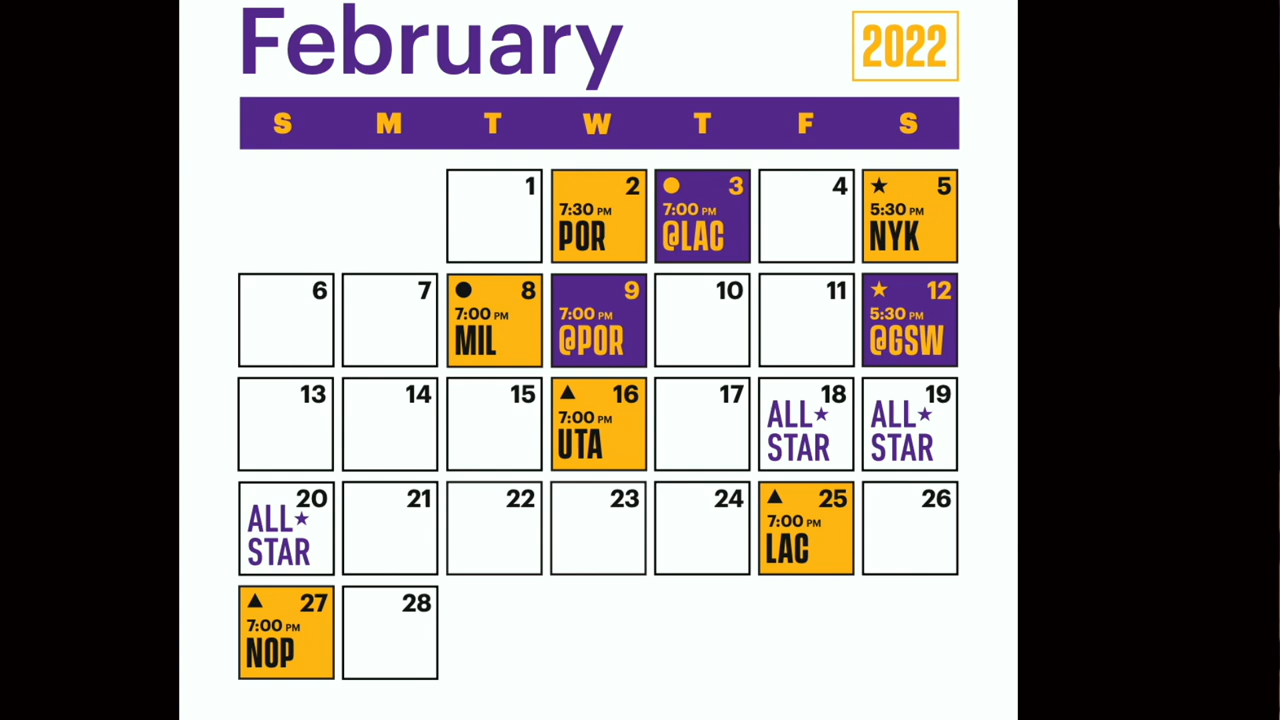 February
2022
S M T W T F S
1 2 3 4 5
7:30 PM 7:00 PM 5:30 PM
POR @LAC NYK
6 7 8 9 10 11 12
7:00 PM 7:00 PM 5:30 PM
MIL @POR @GSW
13 14 15 16 17 18 19
7:00 PM ALL ALL
UTA STAR STAR
20 21 22 23 24 25 26
ALL 7:00 PM
STAR LAC
27 28
7:00 PM
NOP